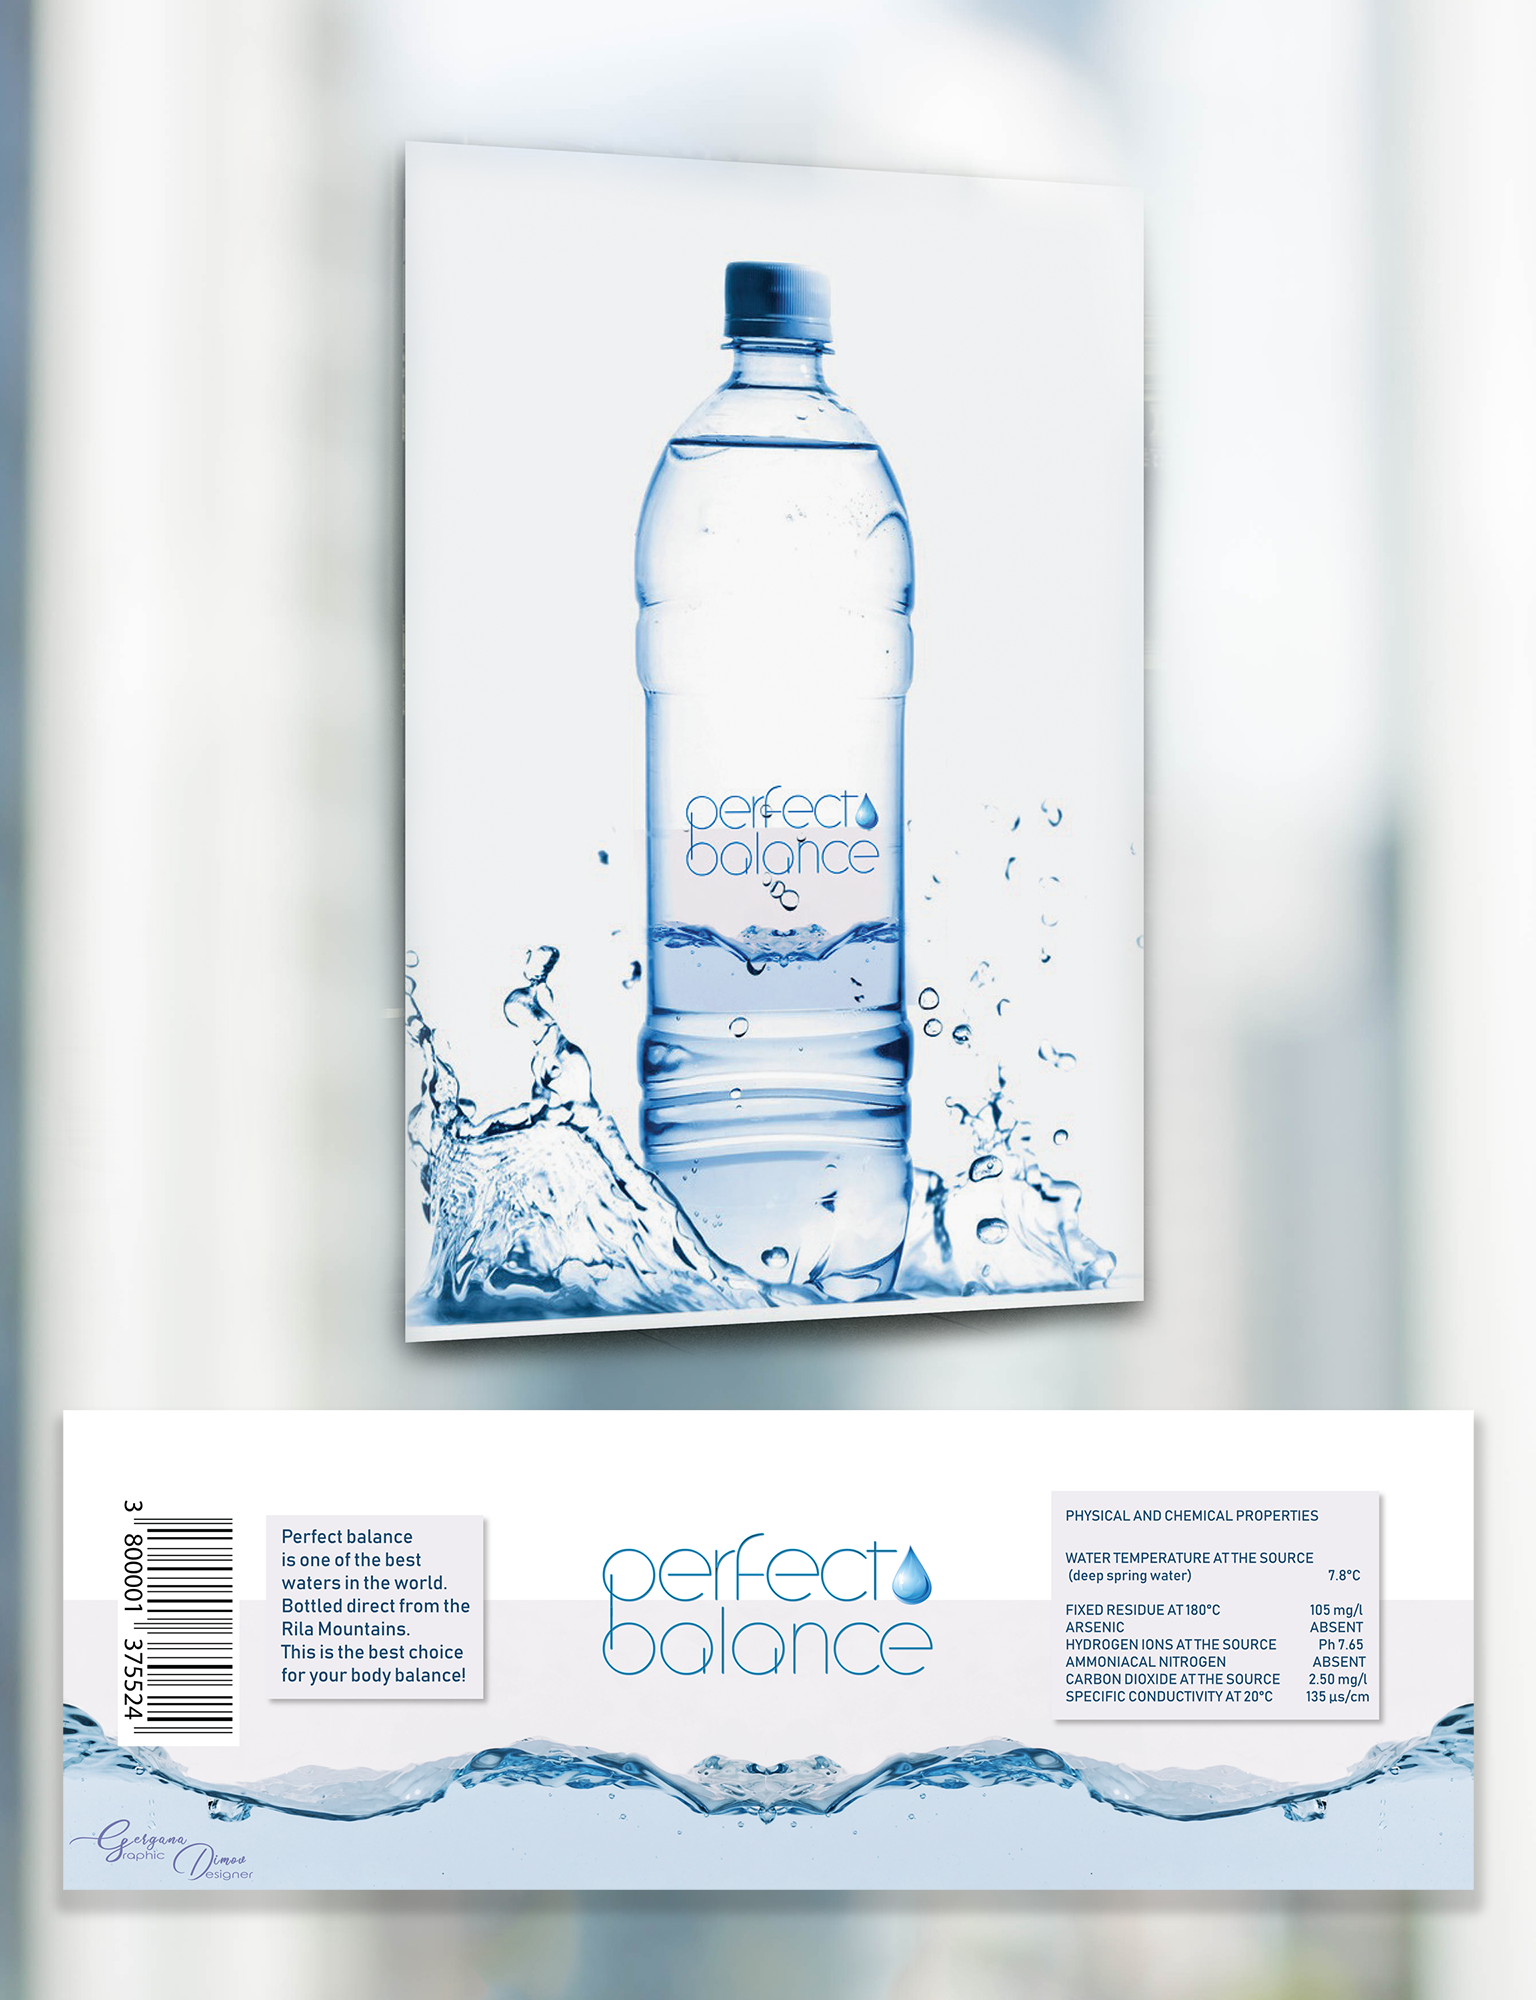 perfect
balance
3 800001 375524
Perfect balance
is one of the best
waters in the world.
Bottled direct from the
Rila Mountains.
This is the best choice
for your body balance!
perfect
balance
PHYSICAL AND CHEMICAL PROPERTIES
WATER TEMPERATURE AT THE SOURCE
(deep spring water) 7.8°C
FIXED RESIDUE AT 180°C 105 mg/l
ARSENIC ABSENT
HYDROGEN IONS AT THE SOURCE Ph 7.65
AMMONIACAL NITROGEN ABSENT
CARBON DIOXIDE AT THE SOURCE 2.50 mg/l
SPECIFIC CONDUCTIVITY AT 20°C 135 µs/cm
Gergana Dimov
Graphic Designer